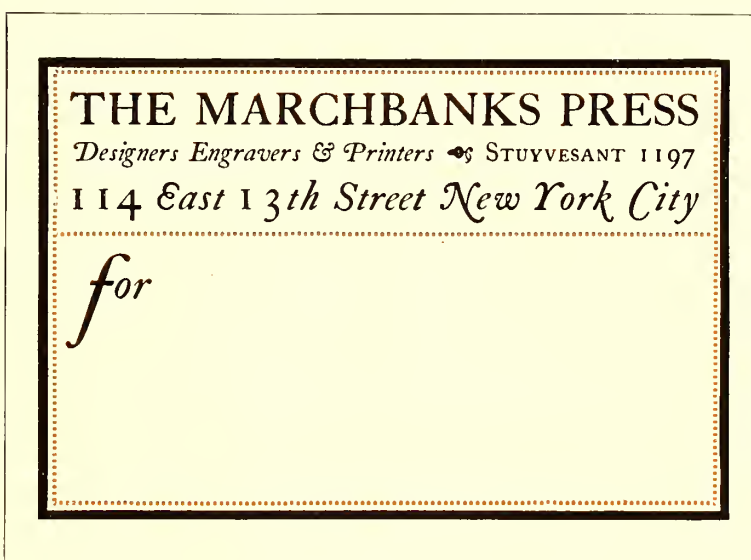 THE MARCHBANKS PRESS
Designers Engravers & Printers STUYVESANT 1197
114 East 13th Street New York City
for